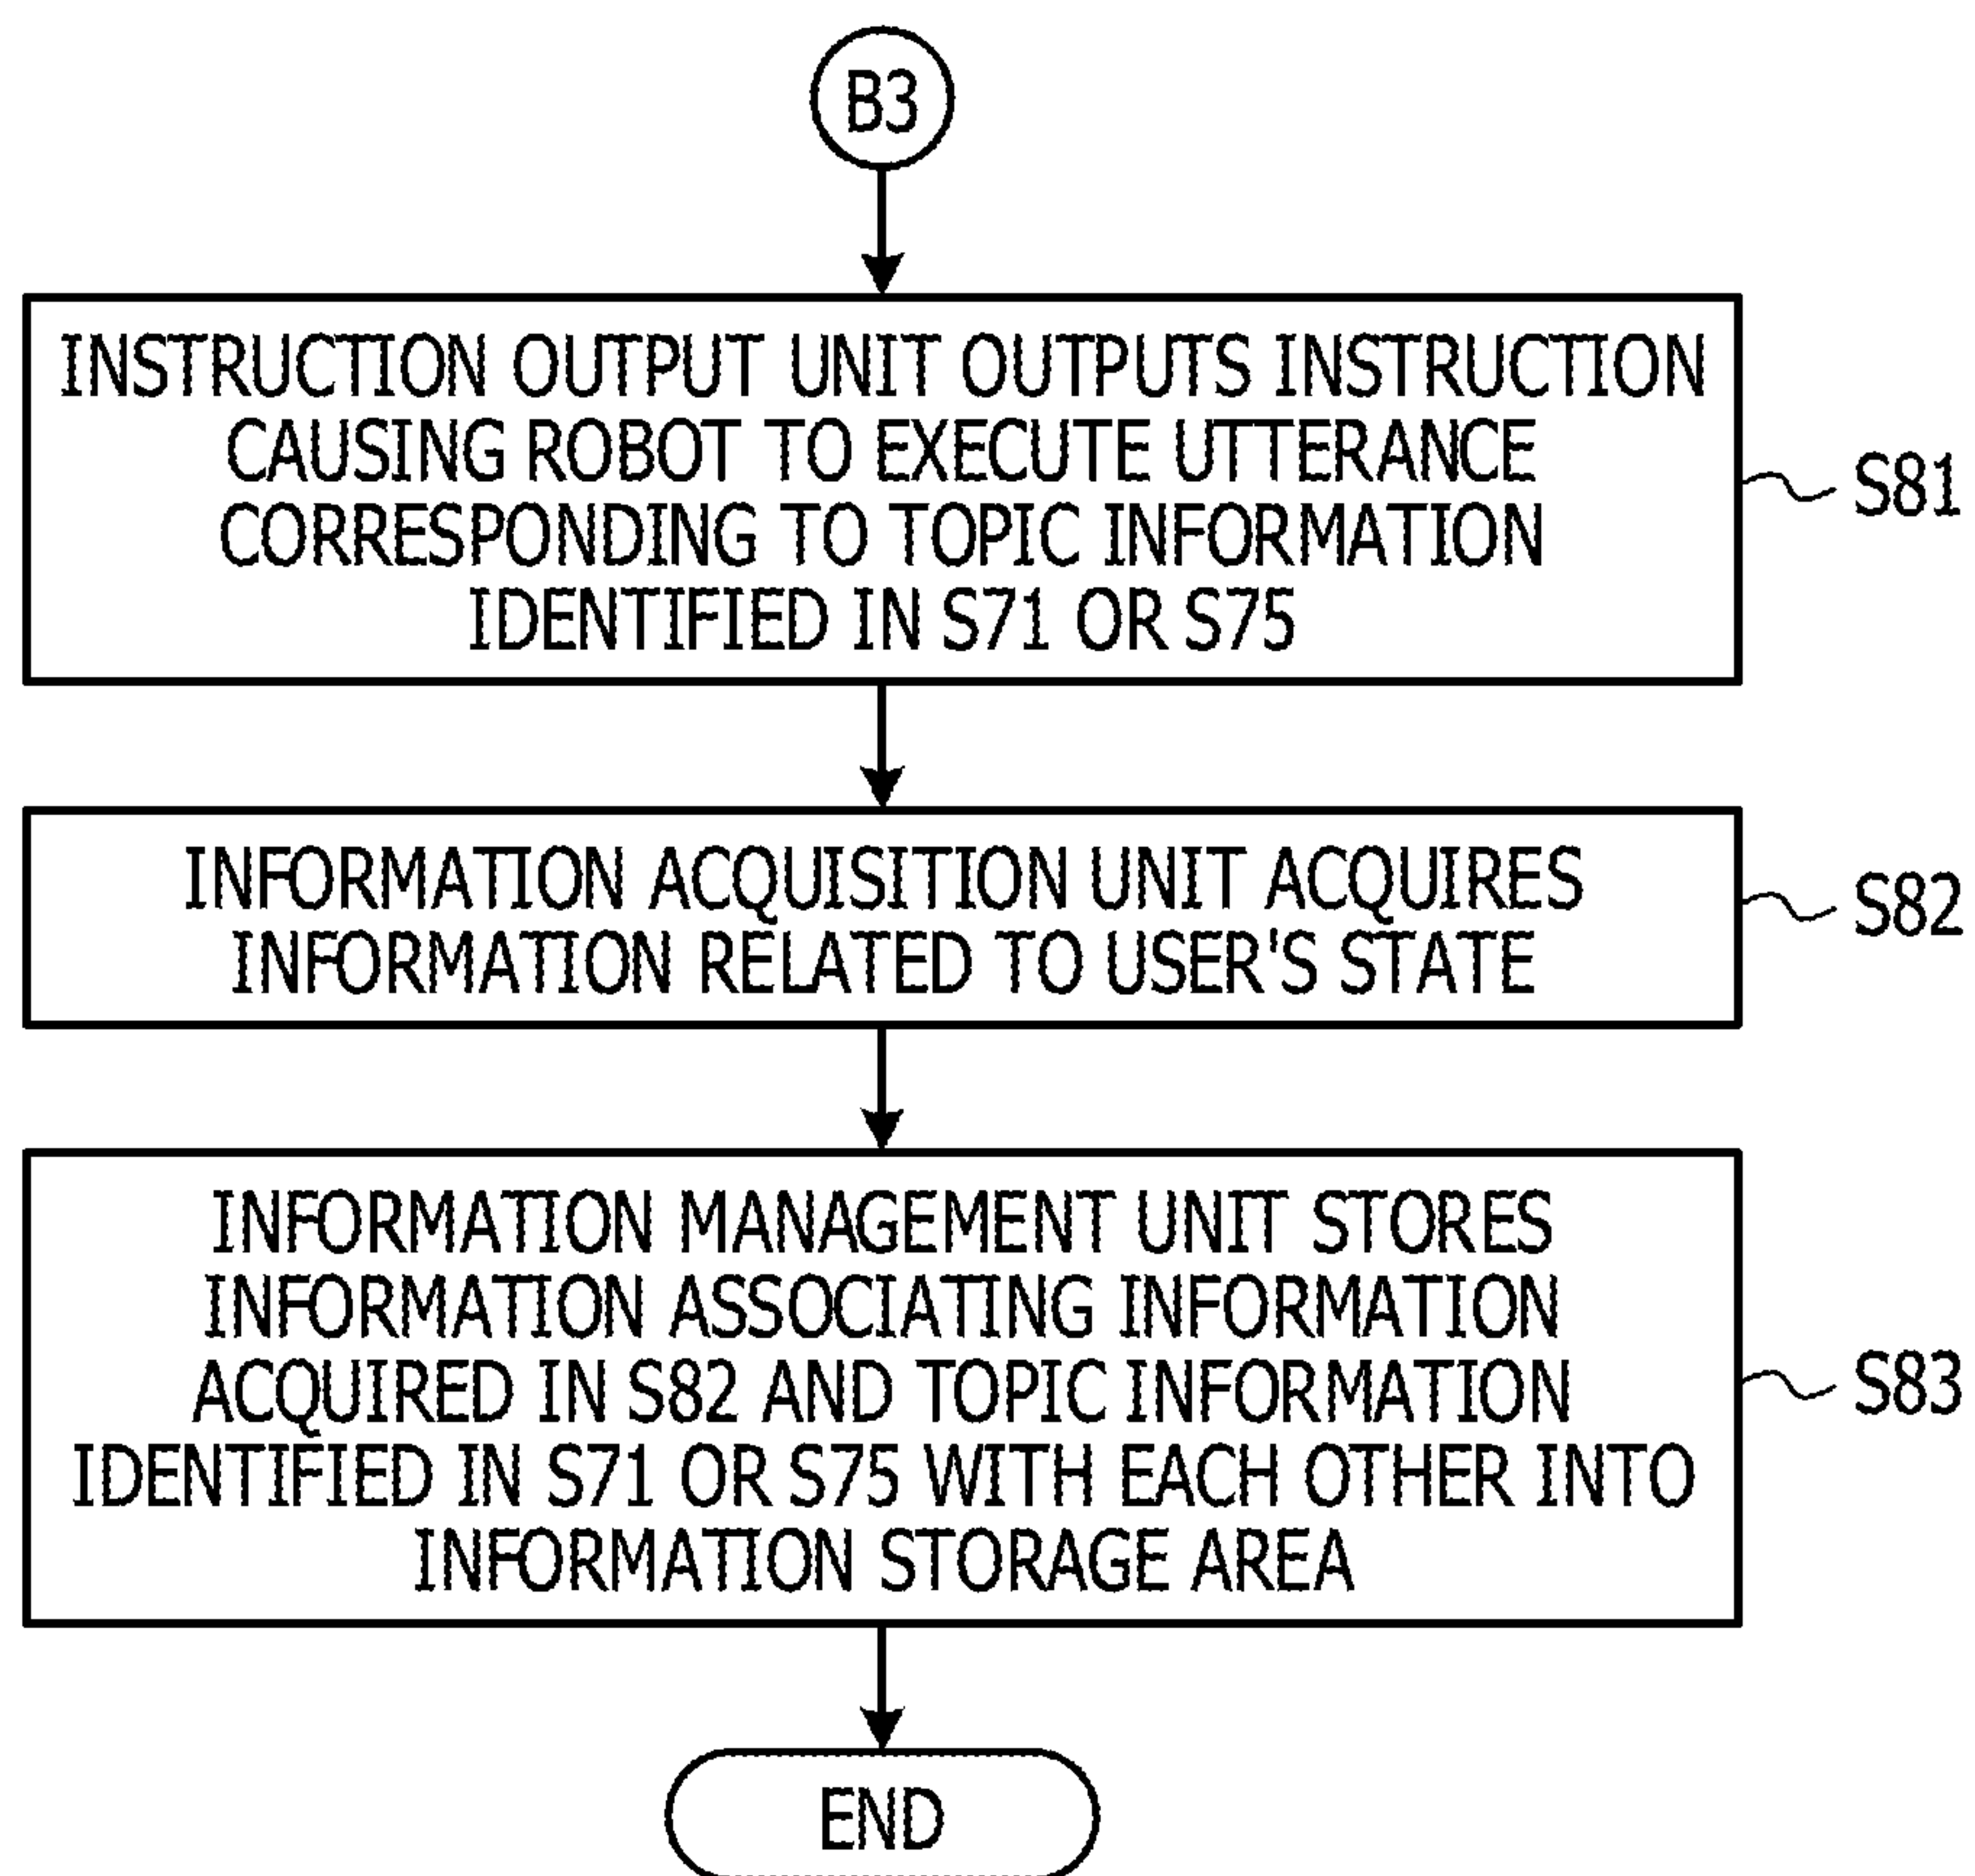 B3
INSTRUCTION OUTPUT UNIT OUTPUTS INSTRUCTION
CAUSING ROBOT TO EXECUTE UTTERANCE
CORRESPONDING TO TOPIC INFORMATION
IDENTIFIED IN S71 OR S75
S81
INFORMATION ACQUISITION UNIT ACQUIRES
INFORMATION RELATED TO USER'S STATE
S82
INFORMATION MANAGEMENT UNIT STORES
INFORMATION ASSOCIATING INFORMATION
ACQUIRED IN S82 AND TOPIC INFORMATION
IDENTIFIED IN S71 OR S75 WITH EACH OTHER INTO
INFORMATION STORAGE AREA
S83
END